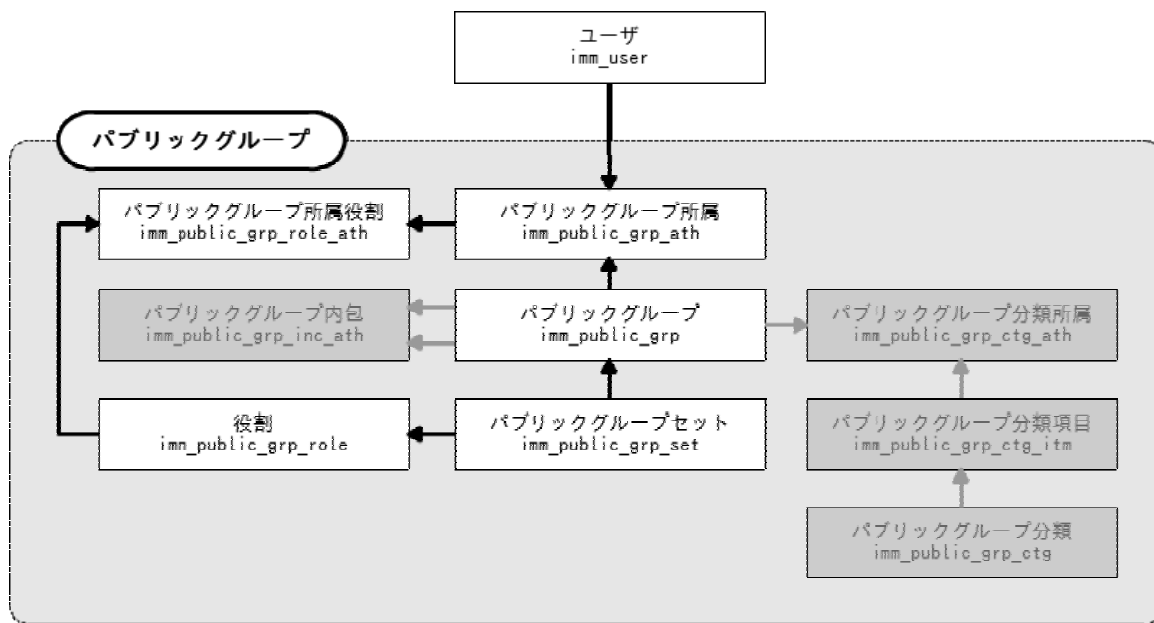 ユーザ
imm_user
パブリックグループ
パブリックグループ所属役割
imm_public_grp_role_ath
パブリックグループ所属
imm_public_grp_ath
パブリックグループ内包
imm_public_grp_inc_ath
パブリックグループ
imm_public_grp
パブリックグループ分類所属
imm_public_grp_ctg_ath
役割
imm_public_grp_role
パブリックグループセット
imm_public_grp_set
パブリックグループ分類項目
imm_public_grp_ctg_itm
パブリックグループ分類
imm_public_grp_ctg